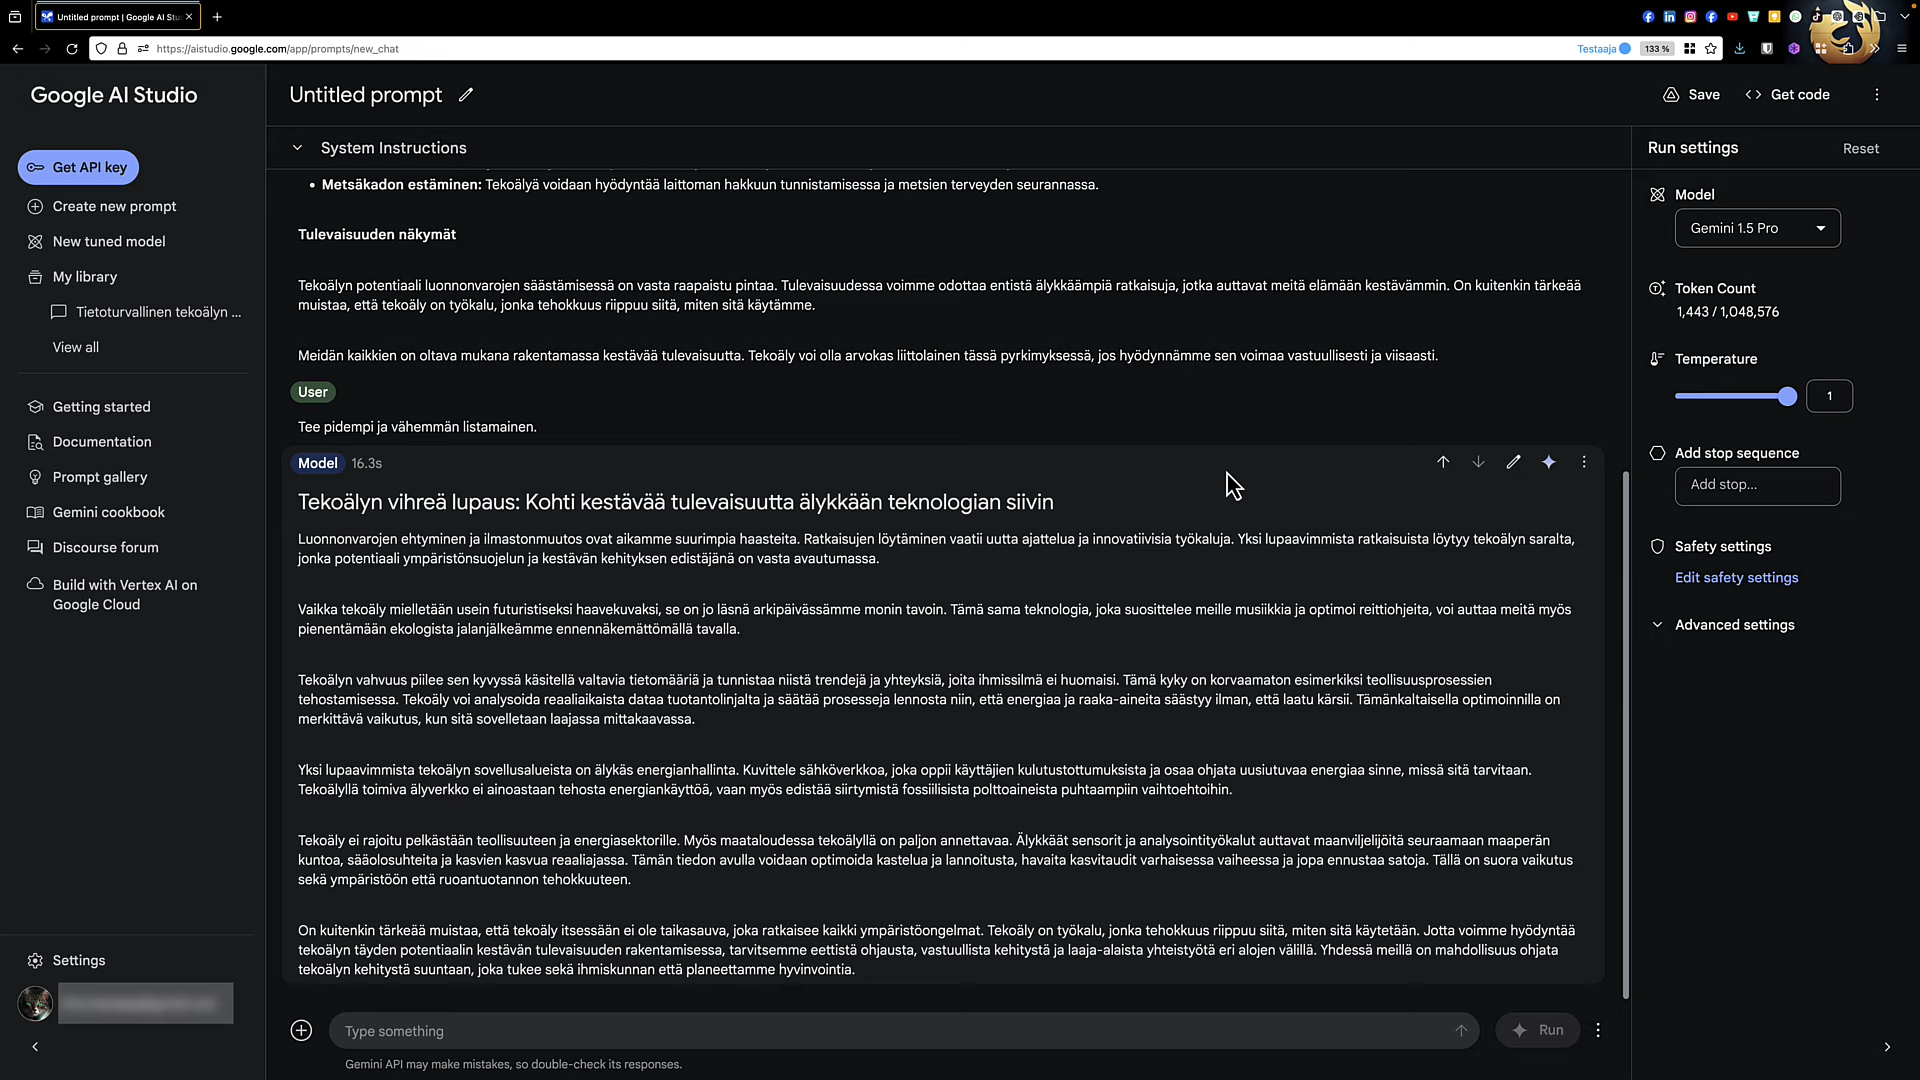 Untitled prompt | Google AI Stu
https://aistudio.google.com/app/prompts/new_chat
Testaaja
133 %
Google AI Studio
Untitled prompt
Save
Get code
Get API key
Create new prompt
New tuned model
My library
Tietoturvallinen tekoälyn ...
View all
Getting started
Documentation
Prompt gallery
Gemini cookbook
Discourse forum
Build with Vertex AI on
Google Cloud
Settings
System Instructions
• Metsäkadon estäminen: Tekoälyä voidaan hyödyntää laittoman hakkuun tunnistamisessa ja metsien terveyden seurannassa.
Tulevaisuuden näkymät
Tekoälyn potentiaali luonnonvarojen säästämisessä on vasta raapaistu pintaa. Tulevaisuudessa voimme odottaa entistä älykkäämpiä ratkaisuja, jotka auttavat meitä elämään kestävämmin. On kuitenkin tärkeää
muistaa, että tekoäly on työkalu, jonka tehokkuus riippuu siitä, miten sitä käytämme.
Meidän kaikkien on oltava mukana rakentamassa kestävää tulevaisuutta. Tekoäly voi olla arvokas liittolainen tässä pyrkimyksessä, jos hyödynnämme sen voimaa vastuullisesti ja viisaasti.
User
Tee pidempi ja vähemmän listamainen.
Model 16.3s
Tekoälyn vihreä lupaus: Kohti kestävää tulevaisuutta älykkään teknologian siivin
Luonnonvarojen ehtyminen ja ilmastonmuutos ovat aikamme suurimpia haasteita. Ratkaisujen löytäminen vaatii uutta ajattelua ja innovatiivisia työkaluja. Yksi lupaavimmista ratkaisuista löytyy tekoälyn saralta,
jonka potentiaali ympäristönsuojelun ja kestävän kehityksen edistäjänä on vasta avautumassa.
Vaikka tekoäly mielletään usein futuristiseksi haavekuvaksi, se on jo läsnä arkipäivässämme monin tavoin. Tämä sama teknologia, joka suosittelee meille musiikkia ja optimoi reittiohjeita, voi auttaa meitä myös
pienentämään ekologista jalanjälkeämme ennennäkemättömällä tavalla.
Tekoälyn vahvuus piilee sen kyvyssä käsitellä valtavia tietomääriä ja tunnistaa niistä trendejä ja yhteyksiä, joita ihmissilmä ei huomaisi. Tämä kyky on korvaamaton esimerkiksi teollisuusprosessien
tehostamisessa. Tekoäly voi analysoida reaaliaikaista dataa tuotantolinjalta ja säätää prosesseja lennosta niin, että energiaa ja raaka-aineita säästyy ilman, että laatu kärsii. Tämänkaltaisella optimoinnilla on
merkittävä vaikutus, kun sitä sovelletaan laajassa mittakaavassa.
Yksi lupaavimmista tekoälyn sovellusalueista on älykäs energianhallinta. Kuvittele sähköverkkoa, joka oppii käyttäjien kulutustottumuksista ja osaa ohjata uusiutuvaa energiaa sinne, missä sitä tarvitaan.
Tekoälyllä toimiva älyverkko ei ainoastaan tehosta energiankäyttöä, vaan myös edistää siirtymistä fossiilisista polttoaineista puhtaampiin vaihtoehtoihin.
Tekoäly ei rajoitu pelkästään teollisuuteen ja energiasektorille. Myös maataloudessa tekoälyllä on paljon annettavaa. Älykkäät sensorit ja analysointityökalut auttavat maanviljelijöitä seuraamaan maaperän
kuntoa, sääolosuhteita ja kasvien kasvua reaaliajassa. Tämän tiedon avulla voidaan optimoida kastelua ja lannoitusta, havaita kasvitaudit varhaisessa vaiheessa ja jopa ennustaa satoja. Tällä on suora vaikutus
sekä ympäristöön että ruoantuotannon tehokkuuteen.
On kuitenkin tärkeää muistaa, että tekoäly itsessään ei ole taikasauva, joka ratkaisee kaikki ympäristöongelmat. Tekoäly on työkalu, jonka tehokkuus riippuu siitä, miten sitä käytetään. Jotta voimme hyödyntää
tekoälyn täyden potentiaalin kestävän tulevaisuuden rakentamisessa, tarvitsemme eettistä ohjausta, vastuullista kehitystä ja laaja-alaista yhteistyötä eri alojen välillä. Yhdessä meillä on mahdollisuus ohjata
tekoälyn kehitystä suuntaan, joka tukee sekä ihmiskunnan että planeettamme hyvinvointia.
Type something
Run
Gemini API may make mistakes, so double-check its responses.
Run settings
Reset
Model
Gemini 1.5 Pro
Token Count
1,443 / 1,048,576
Temperature
1
Add stop sequence
Add stop...
Safety settings
Edit safety settings
Advanced settings